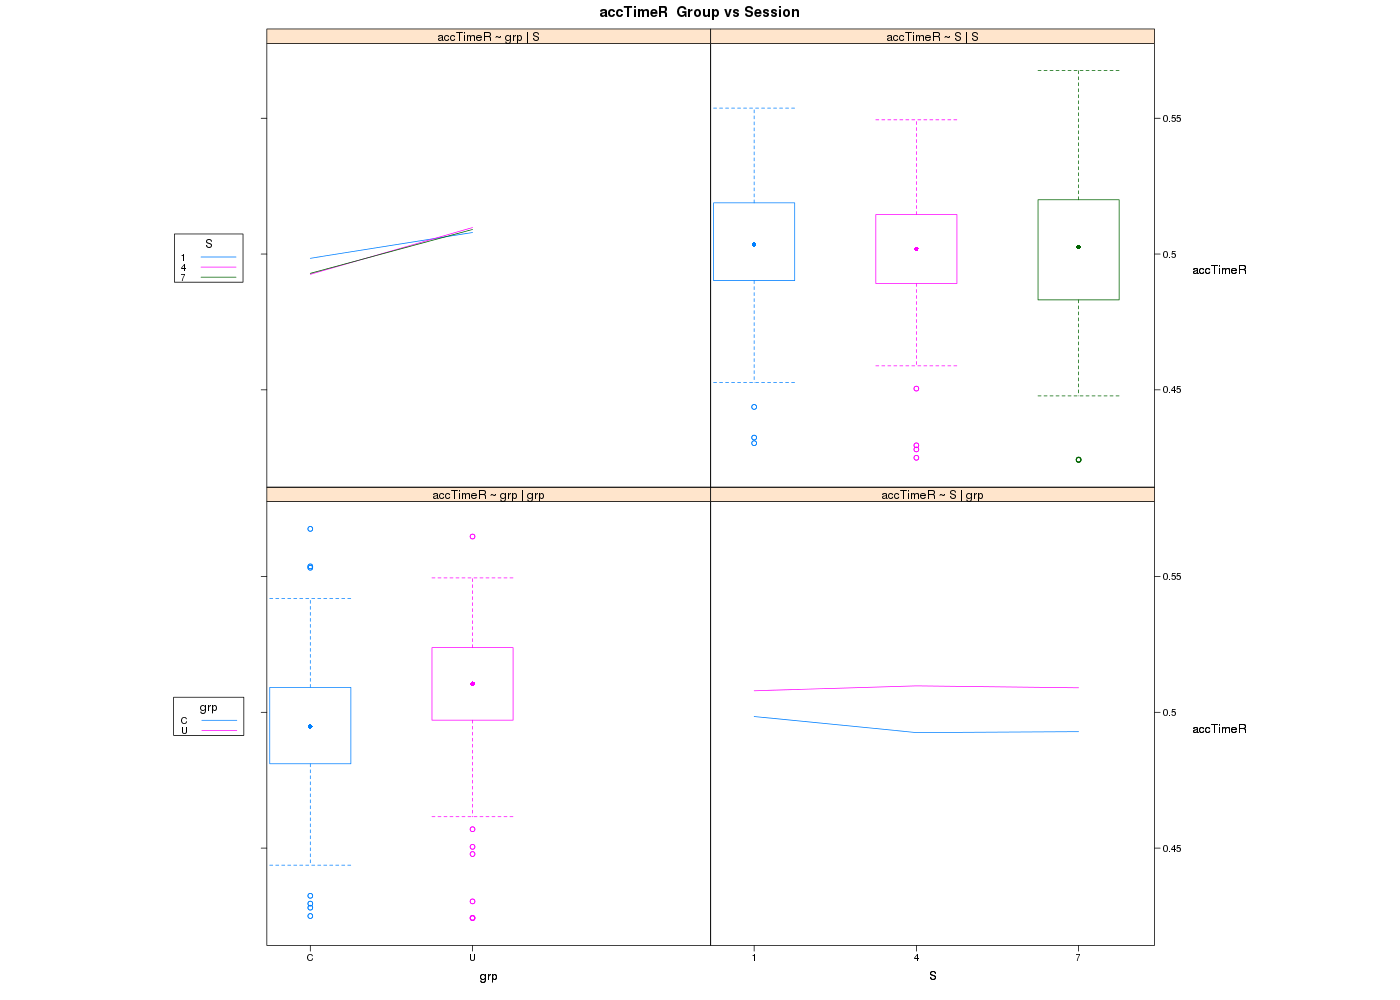 accTimeR  Group vs Session
accTimeR ~ grp | S
accTimeR ~ S | S
0.55
0.5
0.45
accTimeR
S
1
4
7
accTimeR ~ grp | grp
accTimeR ~ S | grp
0.55
0.5
0.45
accTimeR
grp
C
U
C
U
1
4
7
grp
S